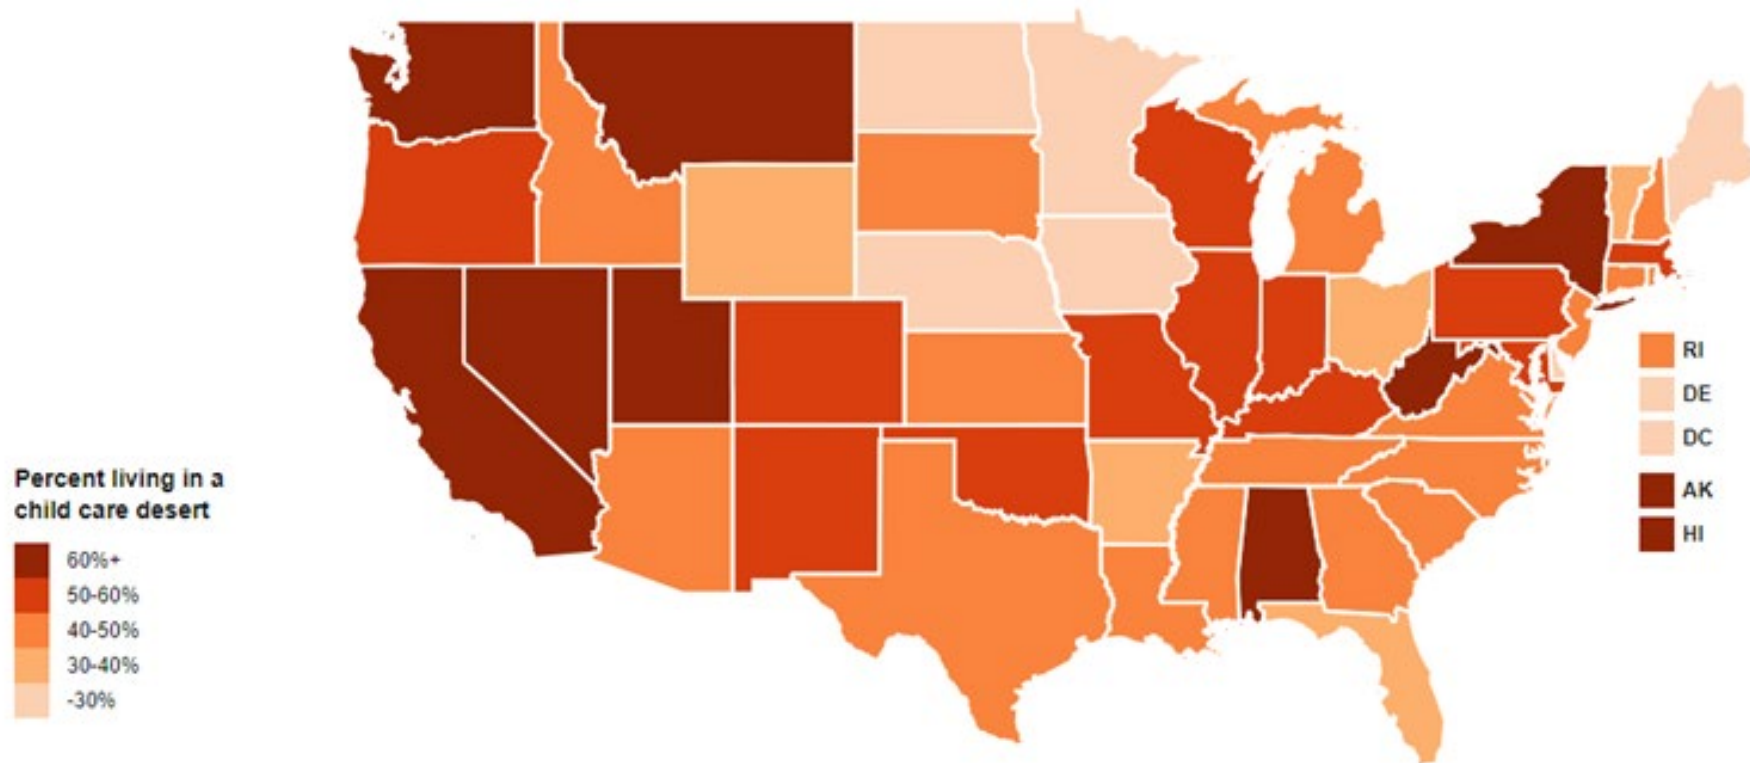 Percent living in a
child care desert
60%+
50-60%
40-50%
30-40%
-30%
RI
DE
DC
AK
HI